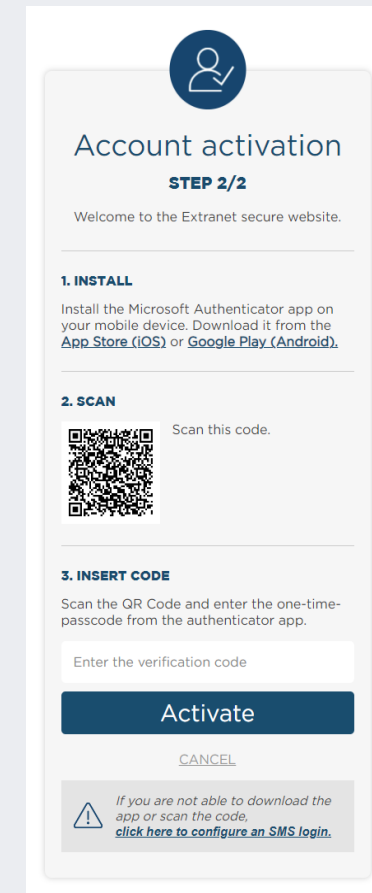 Account activation
STEP 2/2
Welcome to the Extranet secure website.
1. INSTALL
Install the Microsoft Authenticator app on
your mobile device. Download it from the
App Store (iOS) or Google Play (Android).
2. SCAN
Scan this code.
3. INSERT CODE
Scan the QR Code and enter the one-time-
passcode from the authenticator app.
Enter the verification code
Activate
CANCEL
If you are not able to download the
app or scan the code,
click here to configure an SMS login.